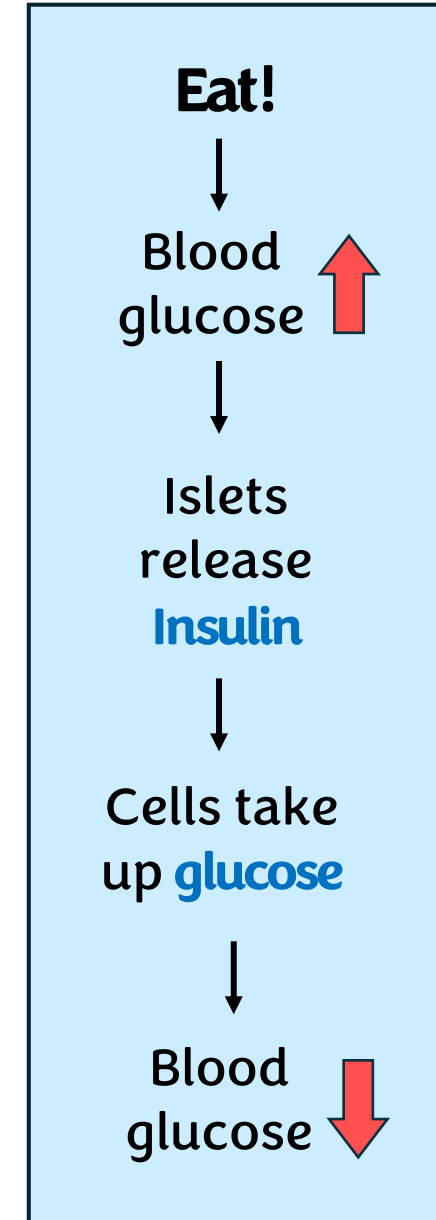 Eat!
Blood
glucose
Islets
release
Insulin
Cells take
up glucose
Blood
glucose